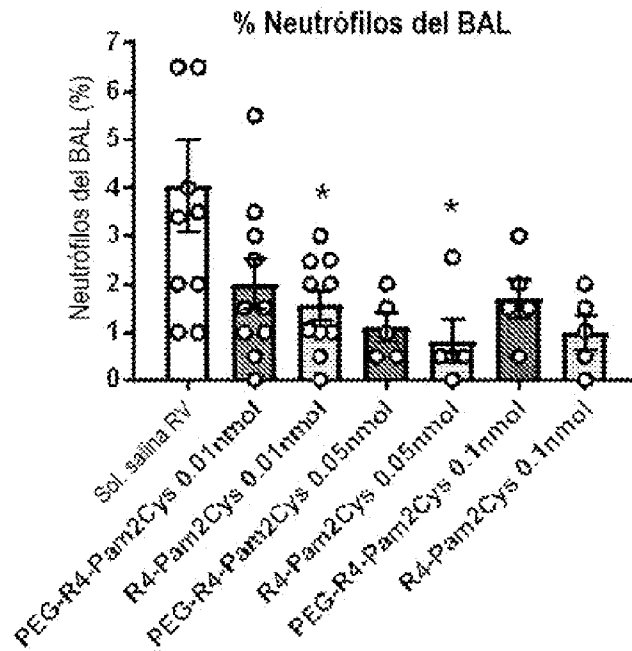 % Neutrófilos del BAL
Neutrófilos del BAL (%)
7
6
5
4
3
2
1
0
*
*
Sol. salina RV
PEG-R4-Pam2Cys 0.01nmol
R4-Pam2Cys 0.01nmol
PEG-R4-Pam2Cys 0.05nmol
R4-Pam2Cys 0.05nmol
PEG-R4-Pam2Cys 0.1nmol
R4-Pam2Cys 0.1nmol